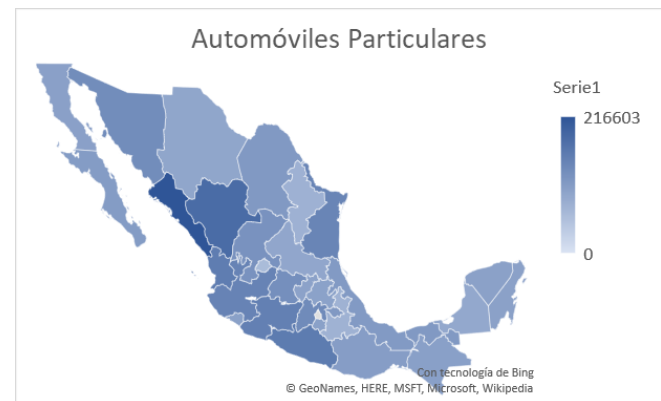 Automóviles Particulares
Serie1
216603
0
Con tecnología de Bing
© GeoNames, HERE, MSFT, Microsoft, Wikipedia